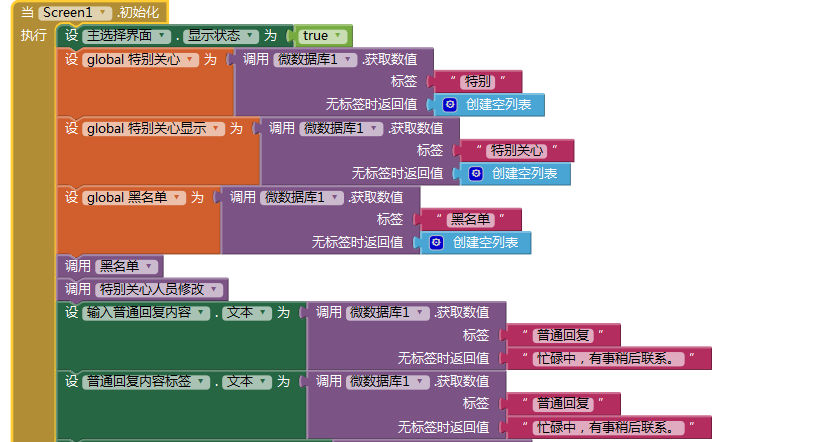 当 Screen1 .初始化
执行 设 主选择界面 . 显示状态 为 true
设 global 特别关心 为 调用 微数据库1 .获取数值
标签 “ 特别 ”
无标签时返回值 创建空列表
设 global 特别关心显示 为 调用 微数据库1 .获取数值
标签 “ 特别关心 ”
无标签时返回值 创建空列表
设 global 黑名单 为 调用 微数据库1 .获取数值
标签 “ 黑名单 ”
无标签时返回值 创建空列表
调用 黑名单
调用 特别关心人员修改
设 输入普通回复内容 . 文本 为 调用 微数据库1 .获取数值
标签 “ 普通回复 ”
无标签时返回值 “ 忙碌中，有事稍后联系。 ”
设 普通回复内容标签 . 文本 为 调用 微数据库1 .获取数值
标签 “ 普通回复 ”
无标签时返回值 “ 忙碌中，有事稍后联系。 ”